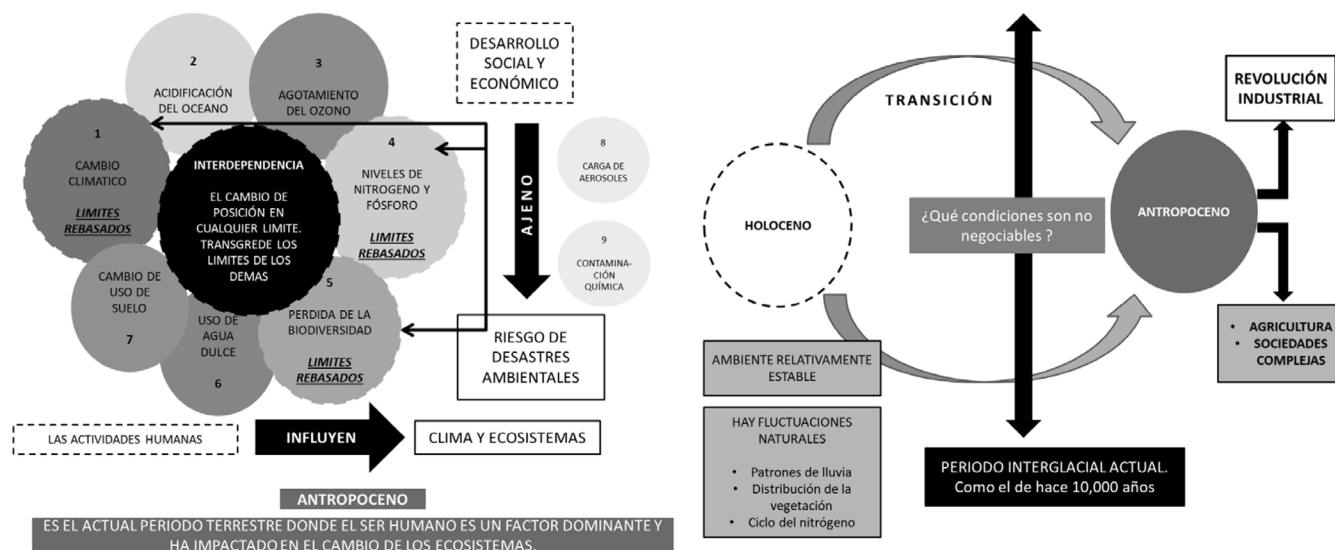 2
ACIDIFICACIÓN
DEL OCEANO
3
AGOTAMIENTO
DEL OZONO
1
CAMBIO
CLIMATICO
LIMITES
REBASADOS
INTERDEPENDENCIA
EL CAMBIO DE
POSICIÓN EN
CUALQUIER LIMITE.
TRANSGREDE LOS
LIMITES DE LOS
DEMAS
4
NIVELES DE
NITROGENO Y
FÓSFORO
LIMITES
REBASADOS
CAMBIO DE
USO DE
SUELO
7
USO DE
AGUA
DULCE
6
5
PERDIDA DE LA
BIODIVERSIDAD
LIMITES
REBASADOS
DESARROLLO
SOCIAL Y
ECONÓMICO
AJENO
8
CARGA DE
AEROSOLES
9
CONTAMINA-
CIÓN
QUÍMICA
RIESGO DE
DESASTRES
AMBIENTALES
LAS ACTIVIDADES HUMANAS
INFLUYEN
CLIMA Y ECOSISTEMAS
ANTROPOCENO
ES EL ACTUAL PERIODO TERRESTRE DONDE EL SER HUMANO ES UN FACTOR DOMINANTE Y
HA IMPACTADO EN EL CAMBIO DE LOS ECOSISTEMAS.
TRANSICIÓN
HOLOCENO
¿Qué condiciones son no
negociables ?
ANTROPOCENO
REVOLUCIÓN
INDUSTRIAL
• AGRICULTURA
• SOCIEDADES
COMPLEJAS
AMBIENTE RELATIVAMENTE
ESTABLE
HAY FLUCTUACIONES
NATURALES
• Patrones de lluvia
• Distribución de la
vegetación
• Ciclo del nitrógeno
PERIODO INTERGLACIAL ACTUAL.
Como el de hace 10,000 años